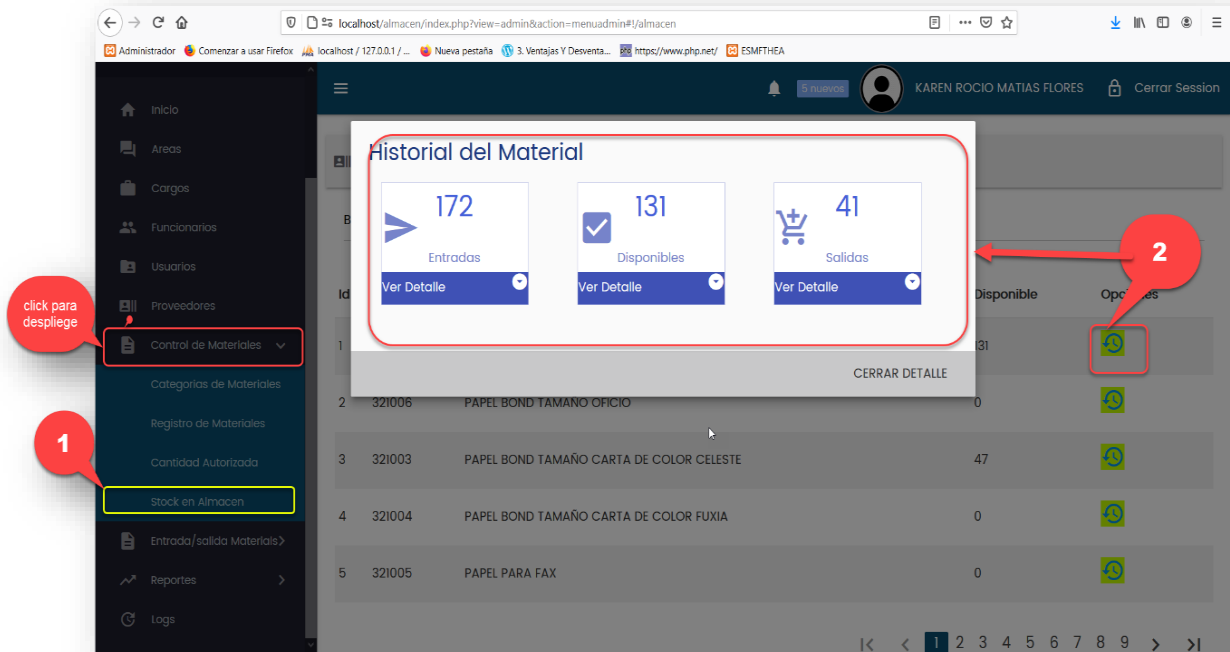 localhost/almacen/index.php?view=admin&action=menuadmin#!/almacen
Administrador
Comenzar a usar Firefox
localhost / 127.0.0.1 / ...
Nueva pestaña
3. Ventajas Y Desventa...
https://www.php.net/
ESMFTHEA
5 nuevos
KAREN ROCIO MATIAS FLORES
Cerrar Session
Inicio
Areas
Cargos
Funcionarios
Usuarios
Proveedores
Control de Materiales
Categorias de Materiales
Registro de Materiales
Cantidad Autorizada
Stock en Almacen
Entrada/salida Materials
Reportes
Logs
click para
despliege
1
2
Historial del Material
172
Entradas
Ver Detalle
131
Disponibles
Ver Detalle
41
Salidas
Ver Detalle
CERRAR DETALLE
B
Id
Disponible
1
131
2 321006 PAPEL BOND TAMAÑO OFICIO 0
3 321003 PAPEL BOND TAMAÑO CARTA DE COLOR CELESTE 47
4 321004 PAPEL BOND TAMAÑO CARTA DE COLOR FUXIA 0
5 321005 PAPEL PARA FAX 0
1 2 3 4 5 6 7 8 9